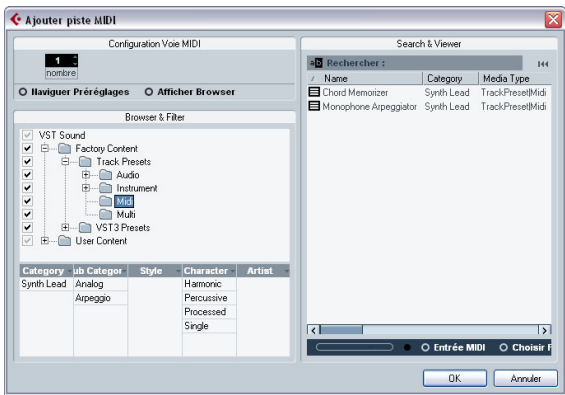 Ajouter piste MIDI
Configuration Voie MIDI
1
nombre
Naviguer Préréglages Afficher Browser
Browser & Filter
VST Sound
Factory Content
Track Presets
Audio
Instrument
Midi
Multi
VST3 Presets
User Content
Category ub Categor Style Character Artist
Synth Lead Analog Harmonic
Arpeggio Percussive
Processed
Single
Search & Viewer
Rechercher :
Name Category Media Type
Chord Memorizer Synth Lead TrackPreset|Midi
Monophone Arpeggiator Synth Lead TrackPreset|Midi
Entrée MIDI Choisir F
OK Annuler